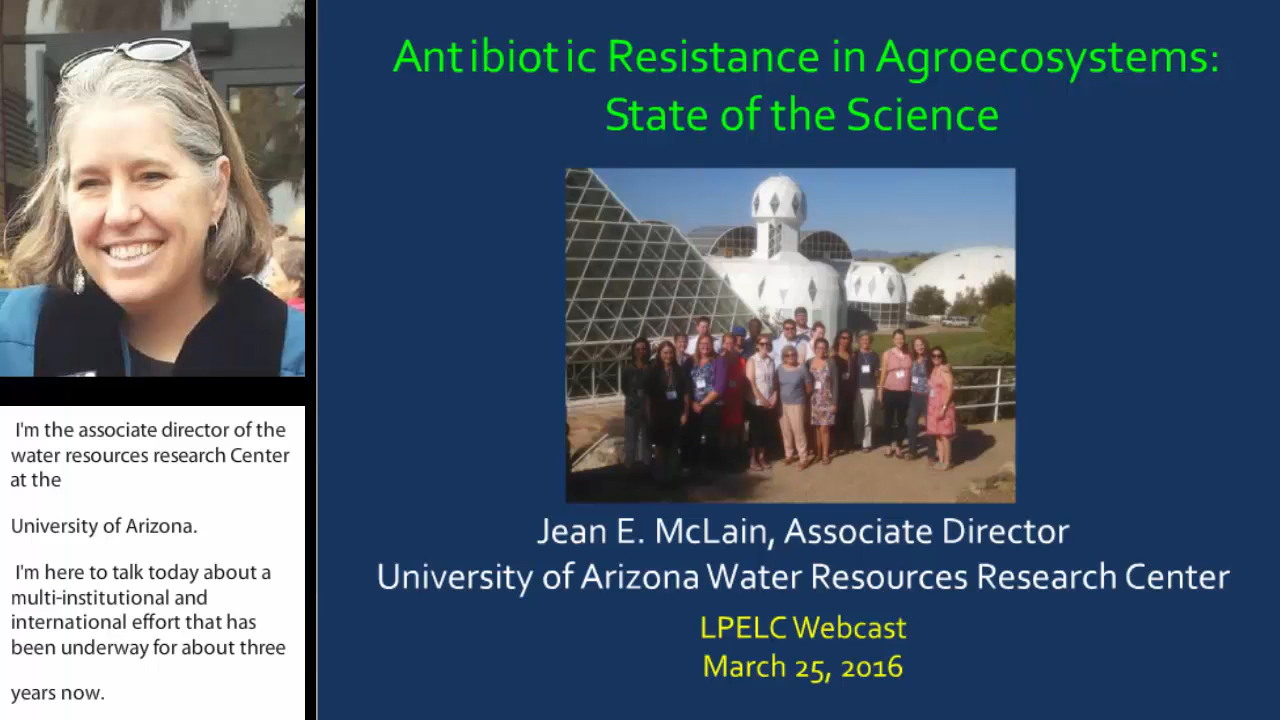 Antibiotic Resistance in Agroecosystems:
State of the Science
Jean E. McLain, Associate Director
University of Arizona Water Resources Research Center
LPELC Webcast
March 25, 2016
I'm the associate director of the
water resources research Center
at the
University of Arizona.
I'm here to talk today about a
multi-institutional and
international effort that has
been underway for about three
years now.